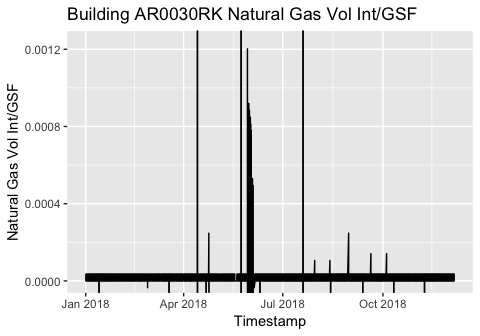 Building AR0030RK Natural Gas Vol Int/GSF
Natural Gas Vol Int/GSF
0.0012
0.0008
0.0004
0.0000
Jan 2018 Apr 2018 Jul 2018 Oct 2018
Timestamp